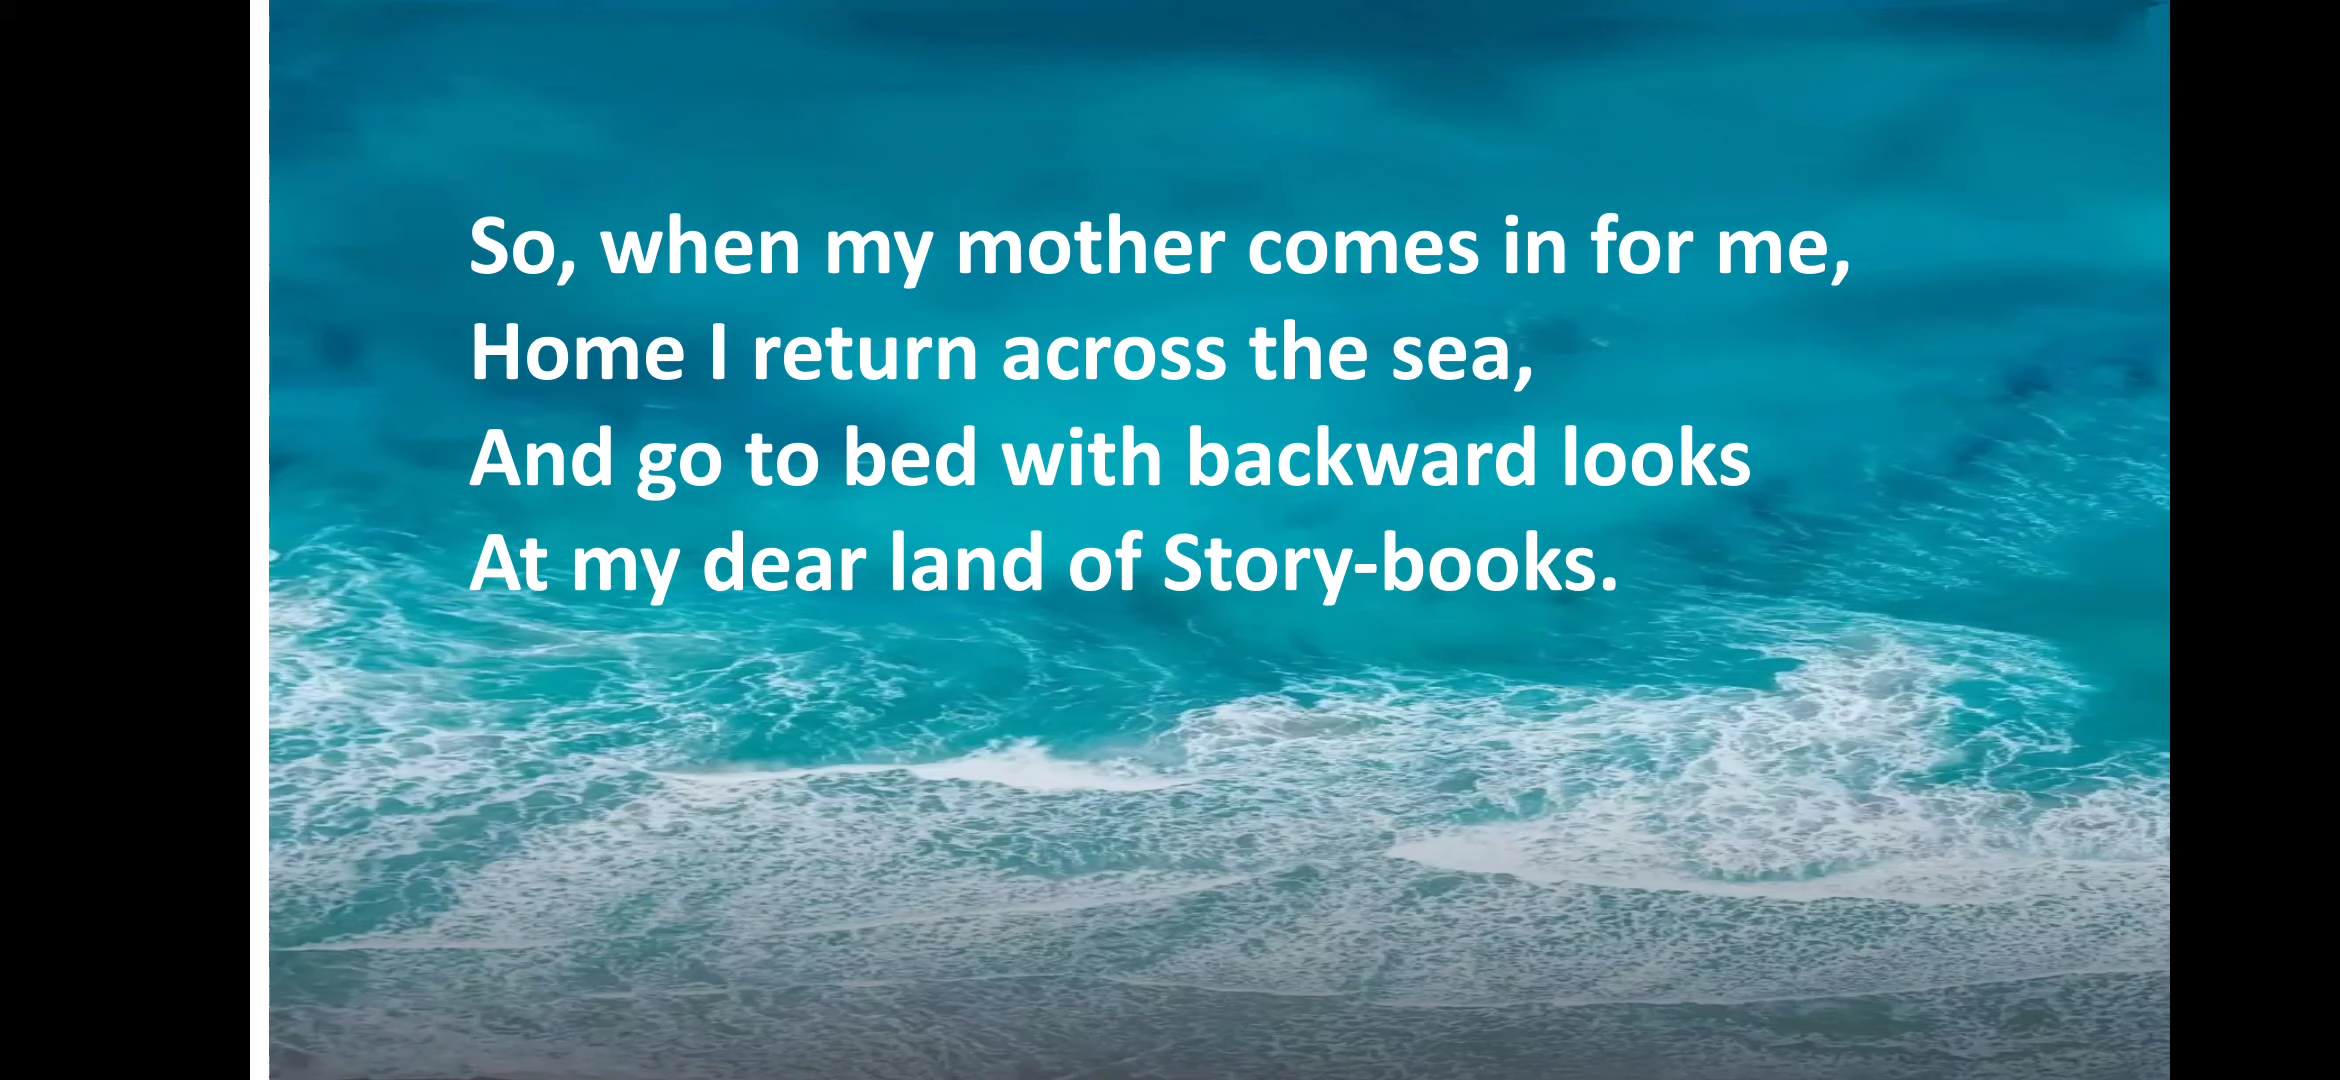 So, when my mother comes in for me,
Home I return across the sea,
And go to bed with backward looks
At my dear land of Story-books.